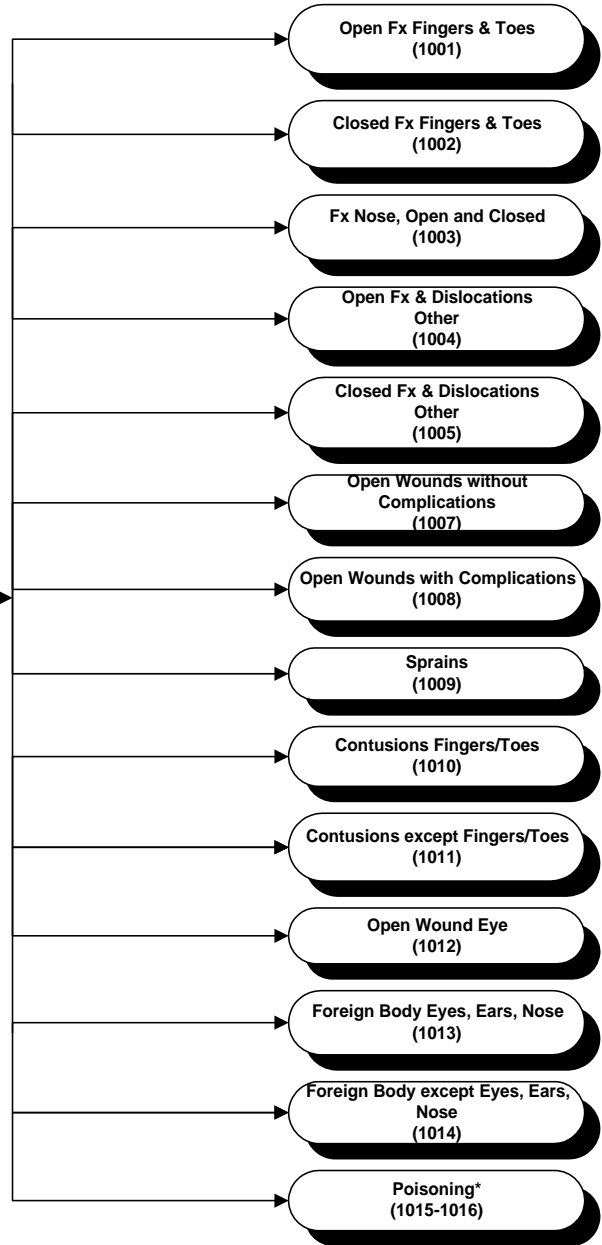 Open Fx Fingers & Toes
(1001)
Closed Fx Fingers & Toes
(1002)
Fx Nose, Open and Closed
(1003)
Open Fx & Dislocations
Other
(1004)
Closed Fx & Dislocations
Other
(1005)
Open Wounds without
Complications
(1007)
Open Wounds with Complications
(1008)
Sprains
(1009)
Contusions Fingers/Toes
(1010)
Contusions except Fingers/Toes
(1011)
Open Wound Eye
(1012)
Foreign Body Eyes, Ears, Nose
(1013)
Foreign Body except Eyes, Ears,
Nose
(1014)
Poisoning*
(1015-1016)